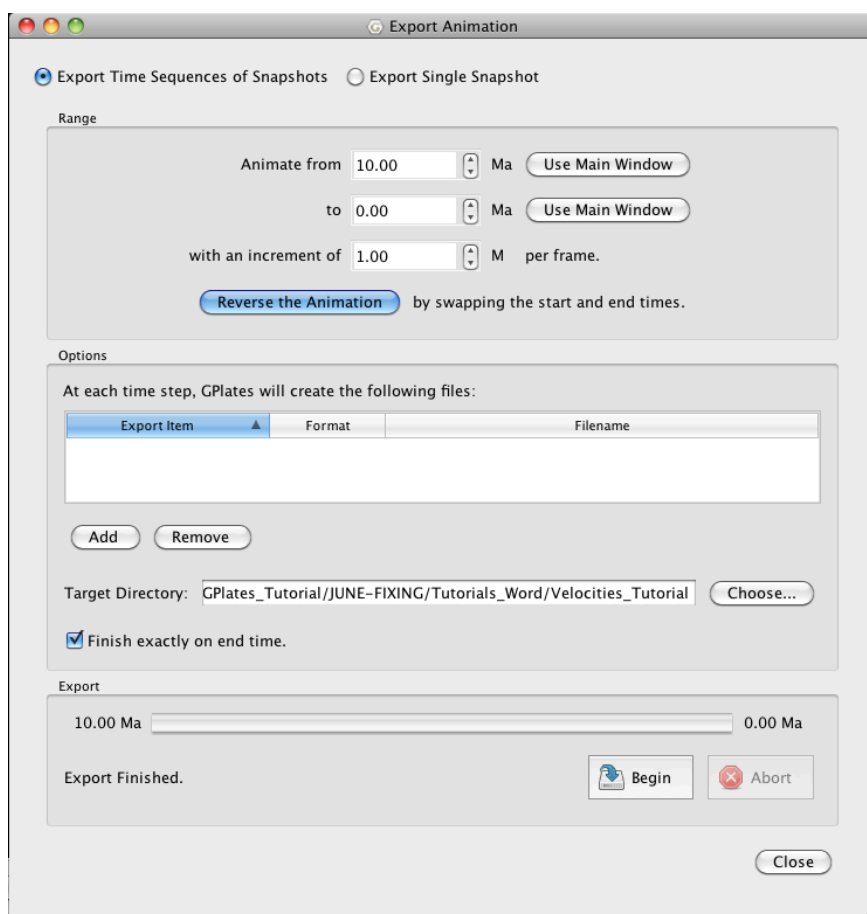 Export Animation
Export Time Sequences of Snapshots Export Single Snapshot
Range
Animate from 10.00 Ma Use Main Window
to 0.00 Ma Use Main Window
with an increment of 1.00 M per frame.
Reverse the Animation by swapping the start and end times.
Options
At each time step, GPlates will create the following files:
Export Item Format Filename
Add Remove
Target Directory: GPlates_Tutorial/JUNE-FIXING/Tutorials_Word/Velocities_Tutorial Choose...
Finish exactly on end time.
Export
10.00 Ma 0.00 Ma
Export Finished. Begin Abort
Close